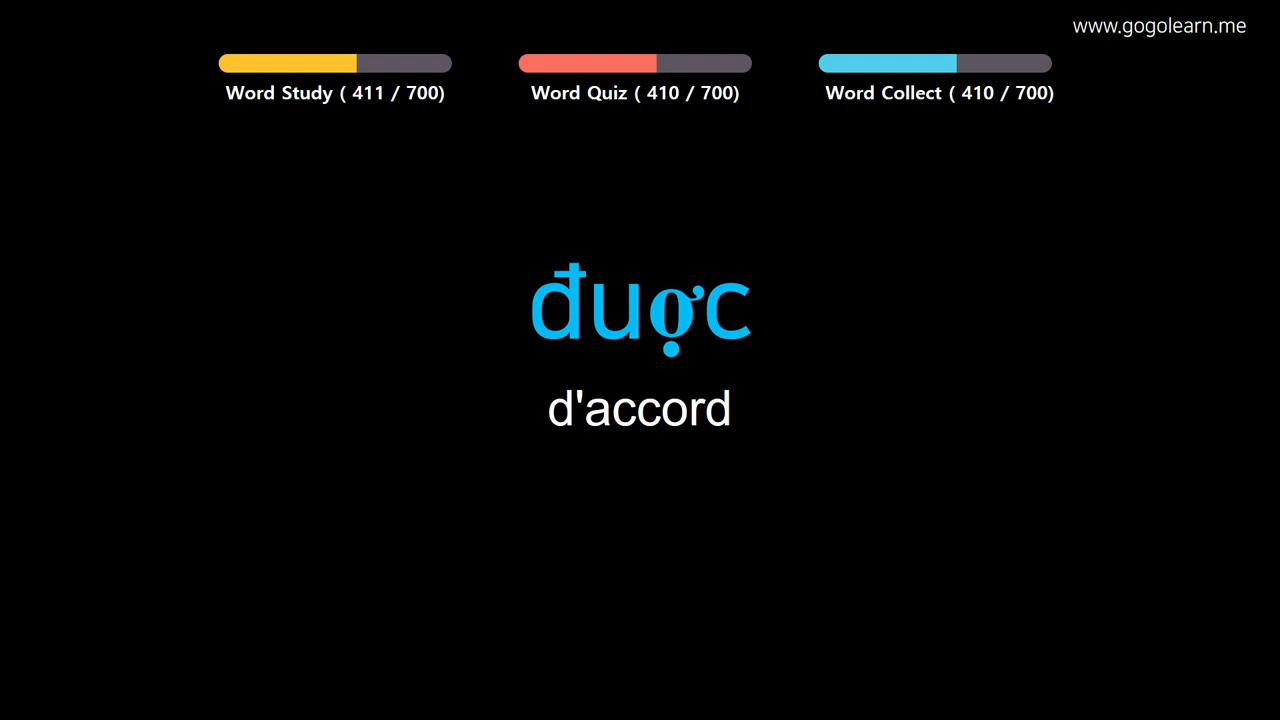 www.gogolearn.me
Word Study ( 411 / 700)
Word Quiz ( 410 / 700)
Word Collect ( 410 / 700)
đuợc
d'accord